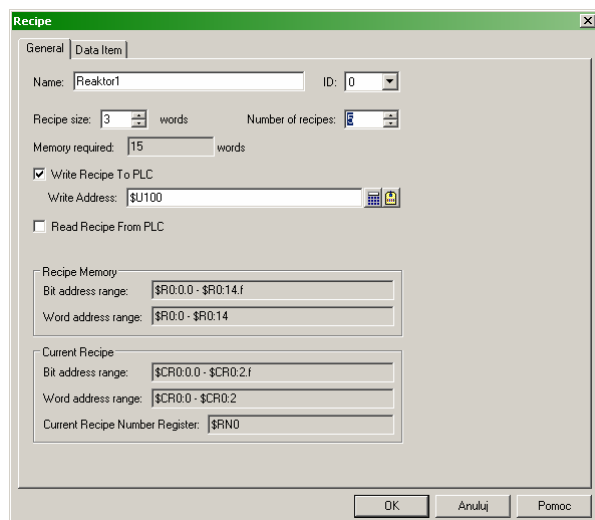 Recipe
General Data Item
Name: Reaktor1 ID: 0
Recipe size: 3 words Number of recipes: 5
Memory required: 15 words
Write Recipe To PLC
Write Address: $U100
Read Recipe From PLC
Recipe Memory
Bit address range: $R0:0.0 - $R0:14.f
Word address range: $R0:0 - $R0:14
Current Recipe
Bit address range: $CR0:0.0 - $CR0:2.f
Word address range: $CR0:0 - $CR0:2
Current Recipe Number Register: $RN0
OK Anuluj Pomoc